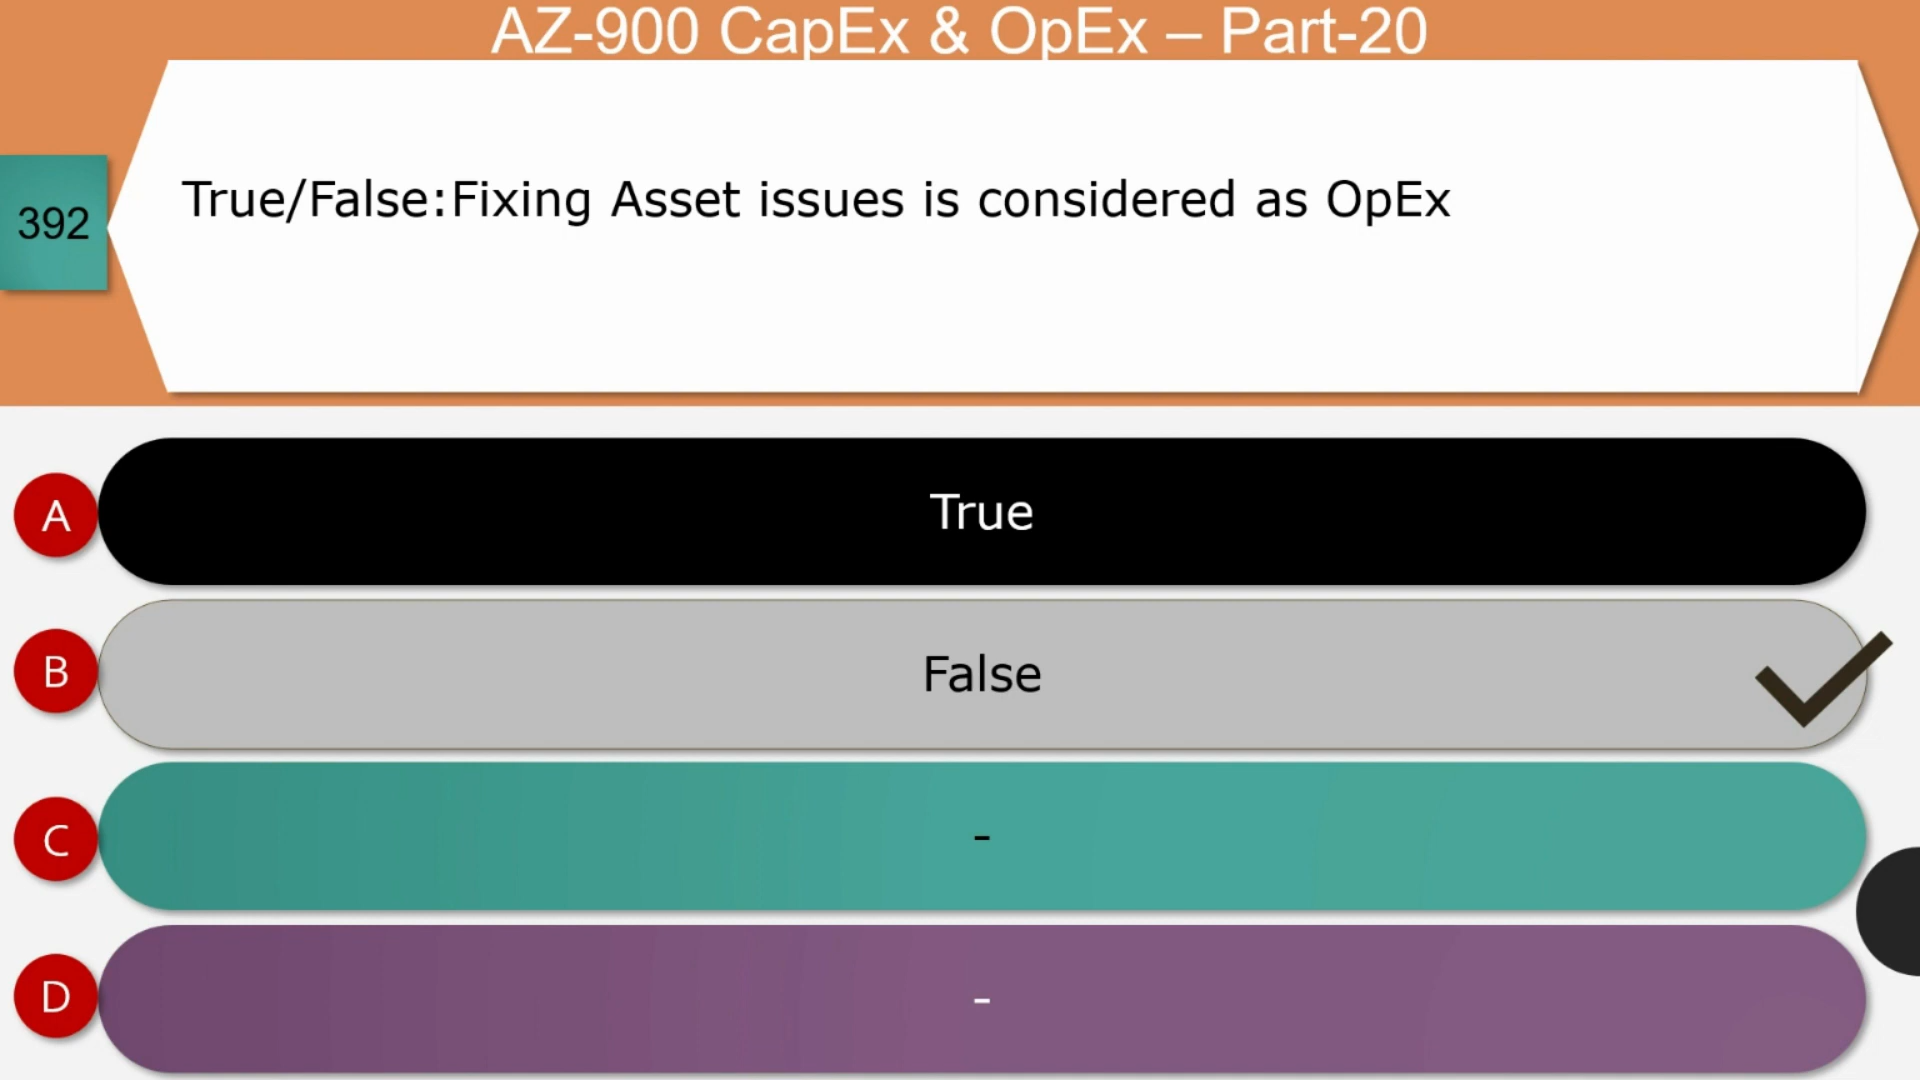 AZ-900 CapEx & OpEx – Part-20
392
True/False:Fixing Asset issues is considered as OpEx
A
True
B
False
C
-
D
-